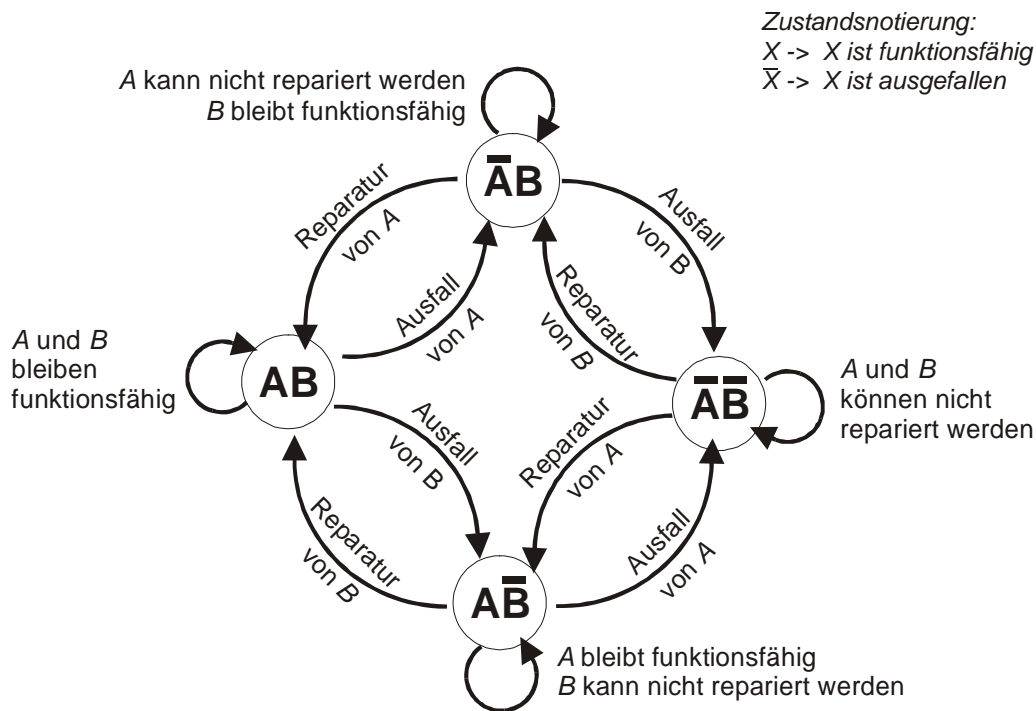 Zustandsnotierung:
X -> X ist funktionsfähig
X̅ -> X ist ausgefallen
A kann nicht repariert werden
B bleibt funktionsfähig
A̅B
Reparatur
von A
Ausfall
von B
Ausfall
von A
Reparatur
von B
A und B
bleiben
funktionsfähig
AB
A̅B̅
A und B
können nicht
repariert werden
Ausfall
von B
Reparatur
von A
Reparatur
von B
Ausfall
von A
AB̅
A bleibt funktionsfähig
B kann nicht repariert werden